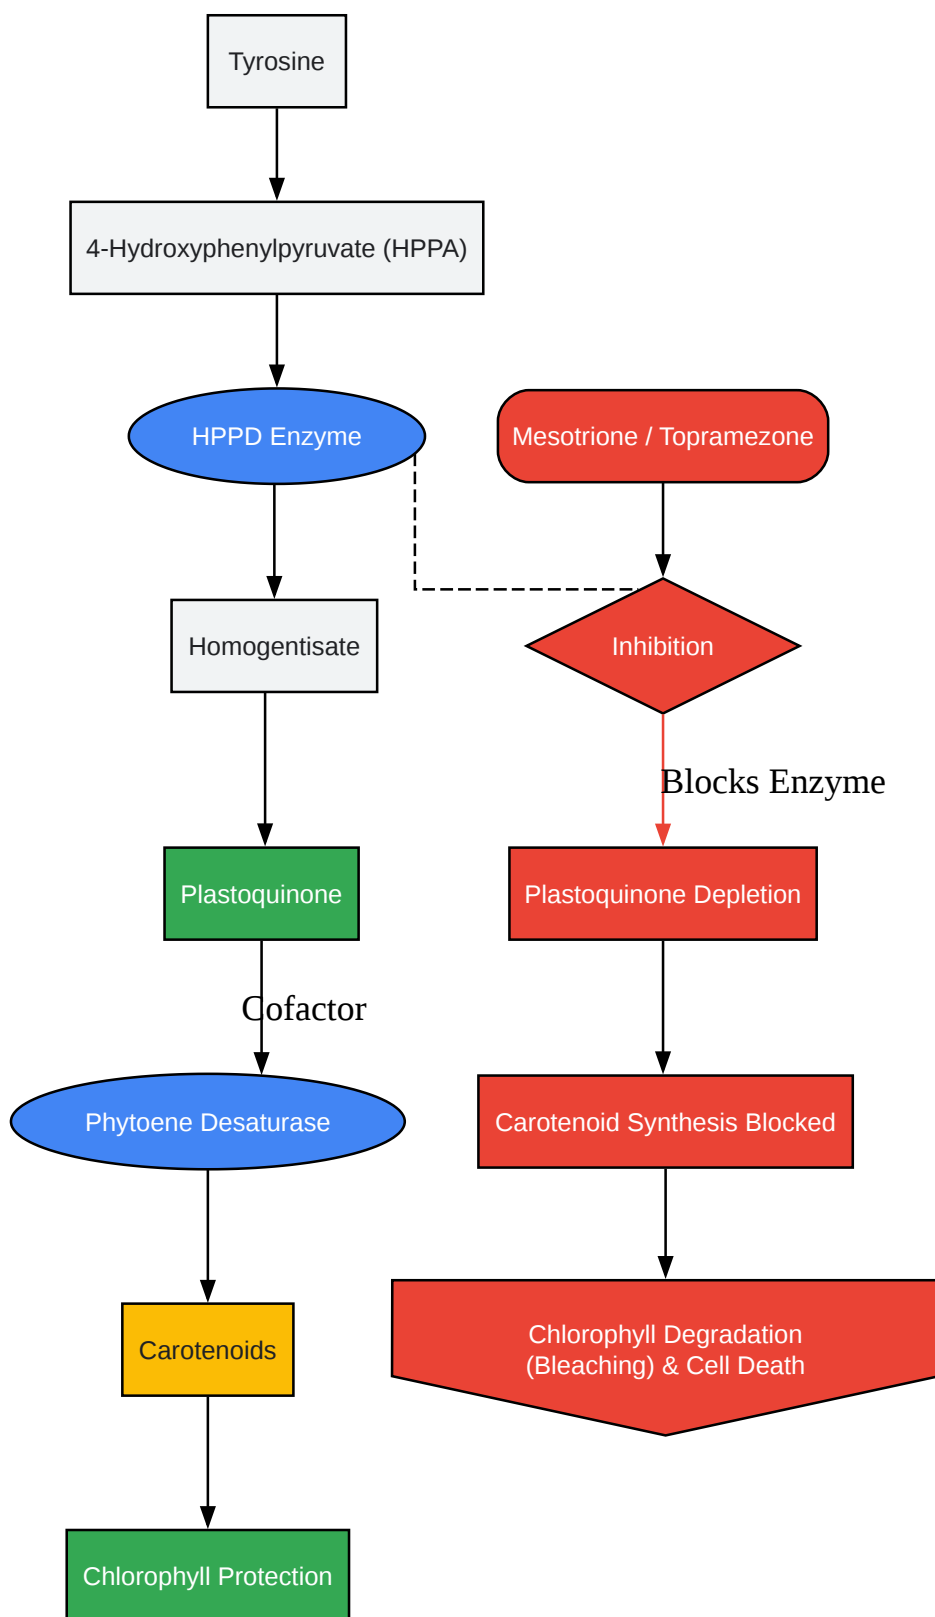 Tyrosine
4-Hydroxyphenylpyruvate (HPPA)
HPPD Enzyme
Mesotrione / Topramezone
Homogentisate
Inhibition
Blocks Enzyme
Plastoquinone
Plastoquinone Depletion
Cofactor
Phytoene Desaturase
Carotenoid Synthesis Blocked
Carotenoids
Chlorophyll Degradation
(Bleaching) & Cell Death
Chlorophyll Protection